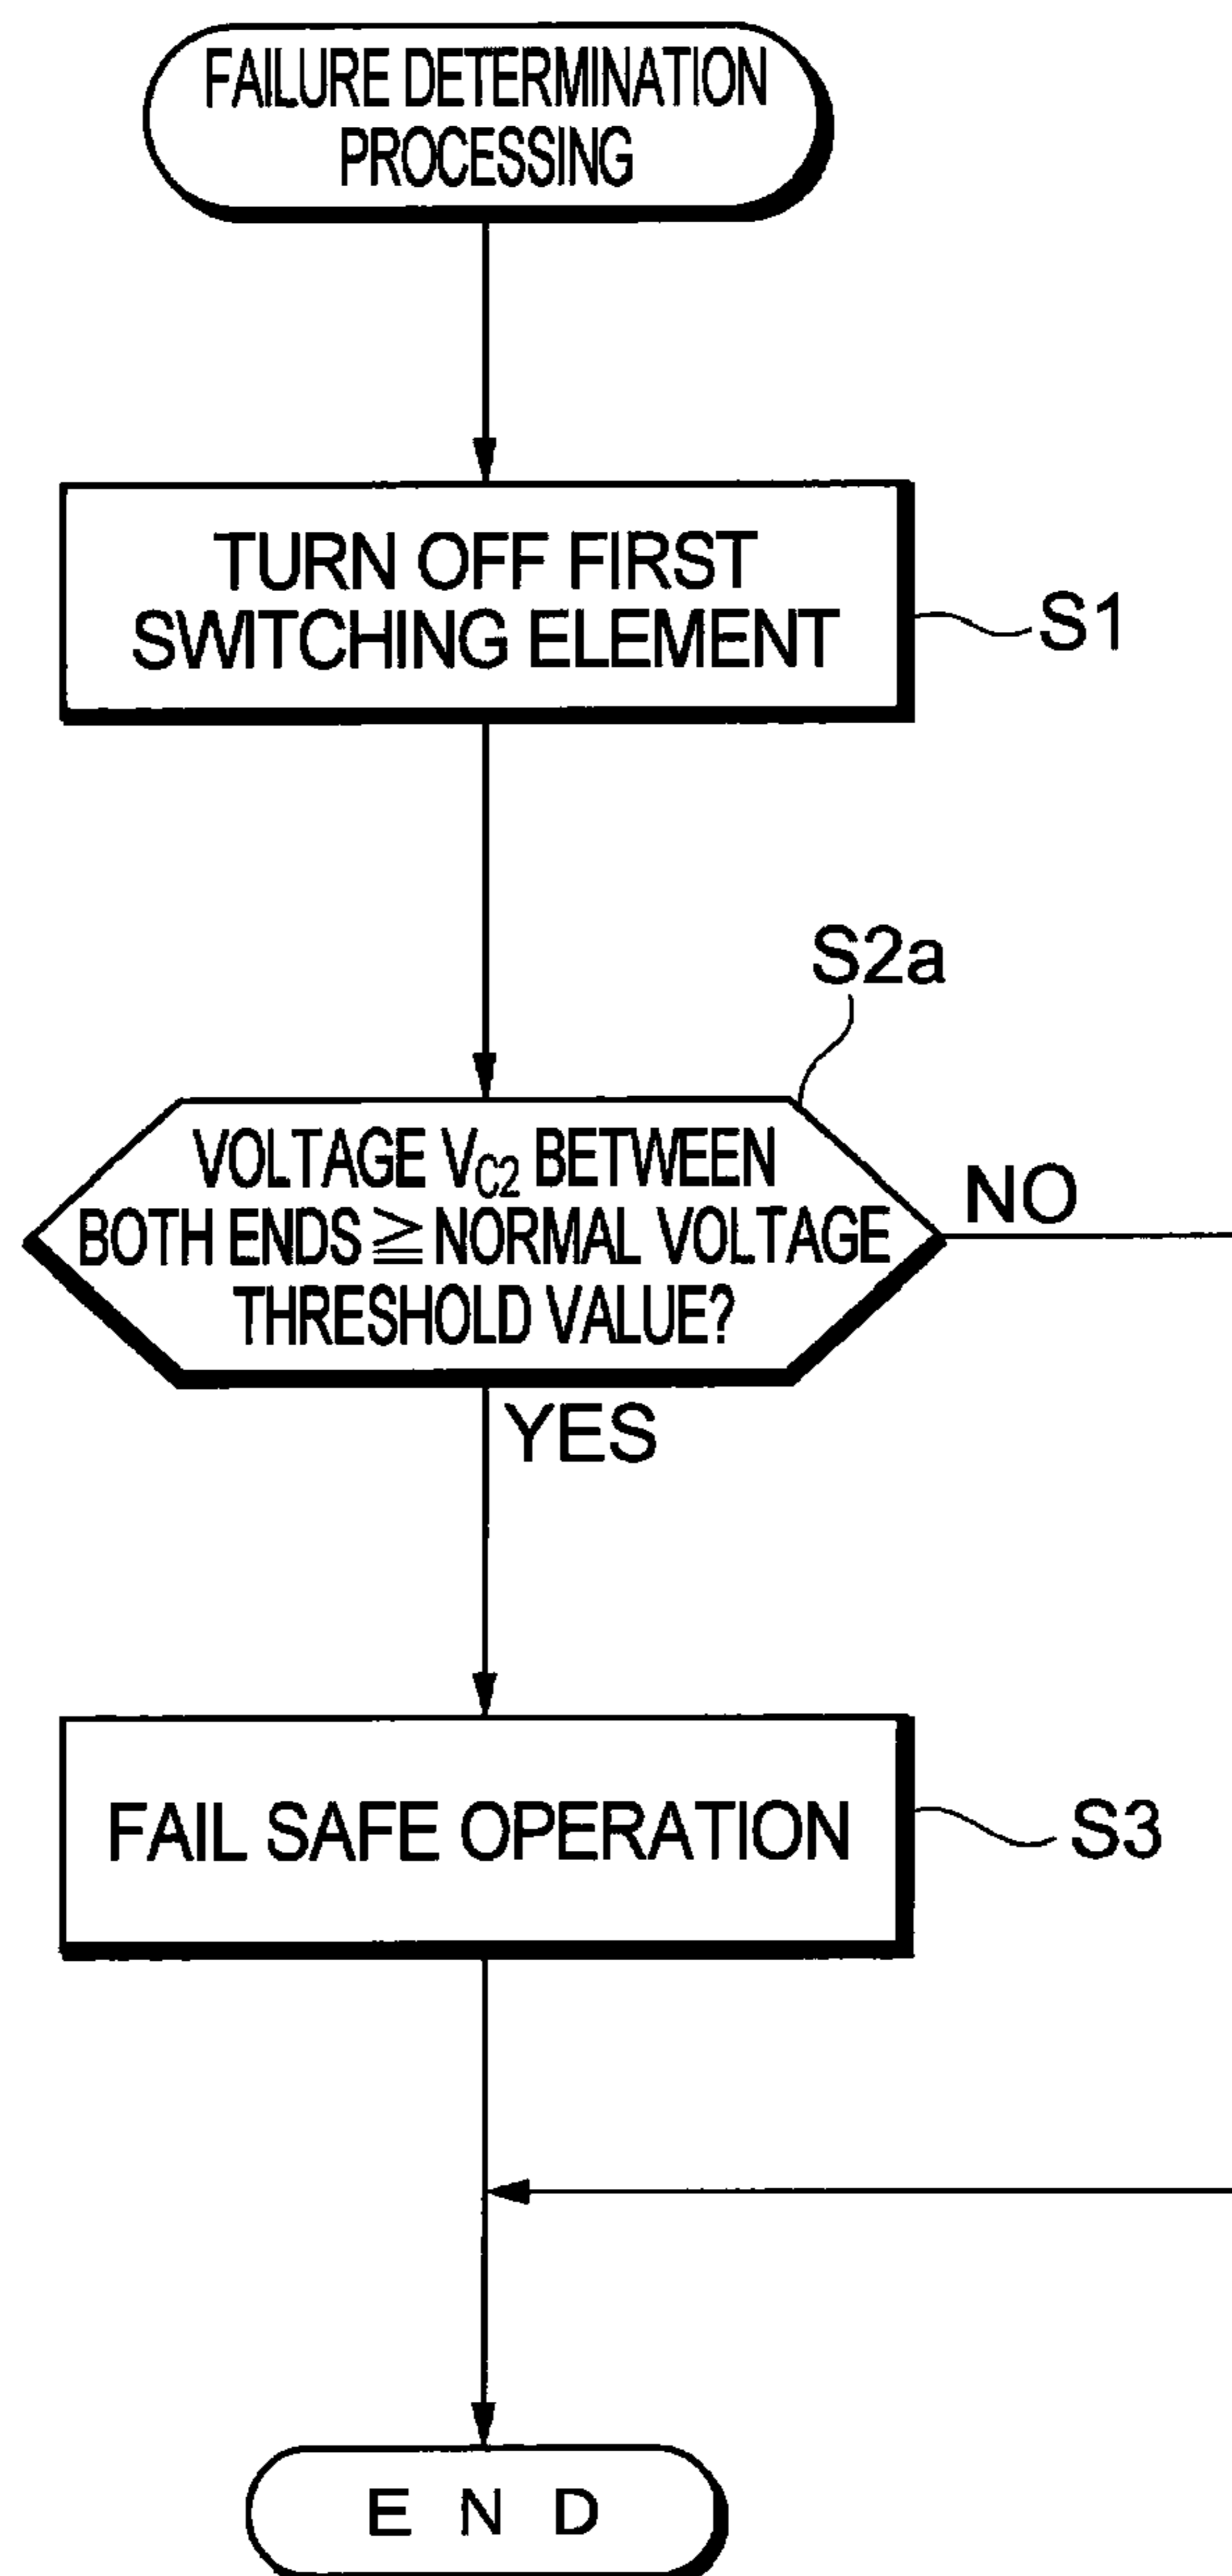 FAILURE DETERMINATION
PROCESSING
TURN OFF FIRST
SWITCHING ELEMENT
S1
S2a
VOLTAGE VC2 BETWEEN
BOTH ENDS ≧ NORMAL VOLTAGE
THRESHOLD VALUE?
NO
YES
FAIL SAFE OPERATION
S3
E N D